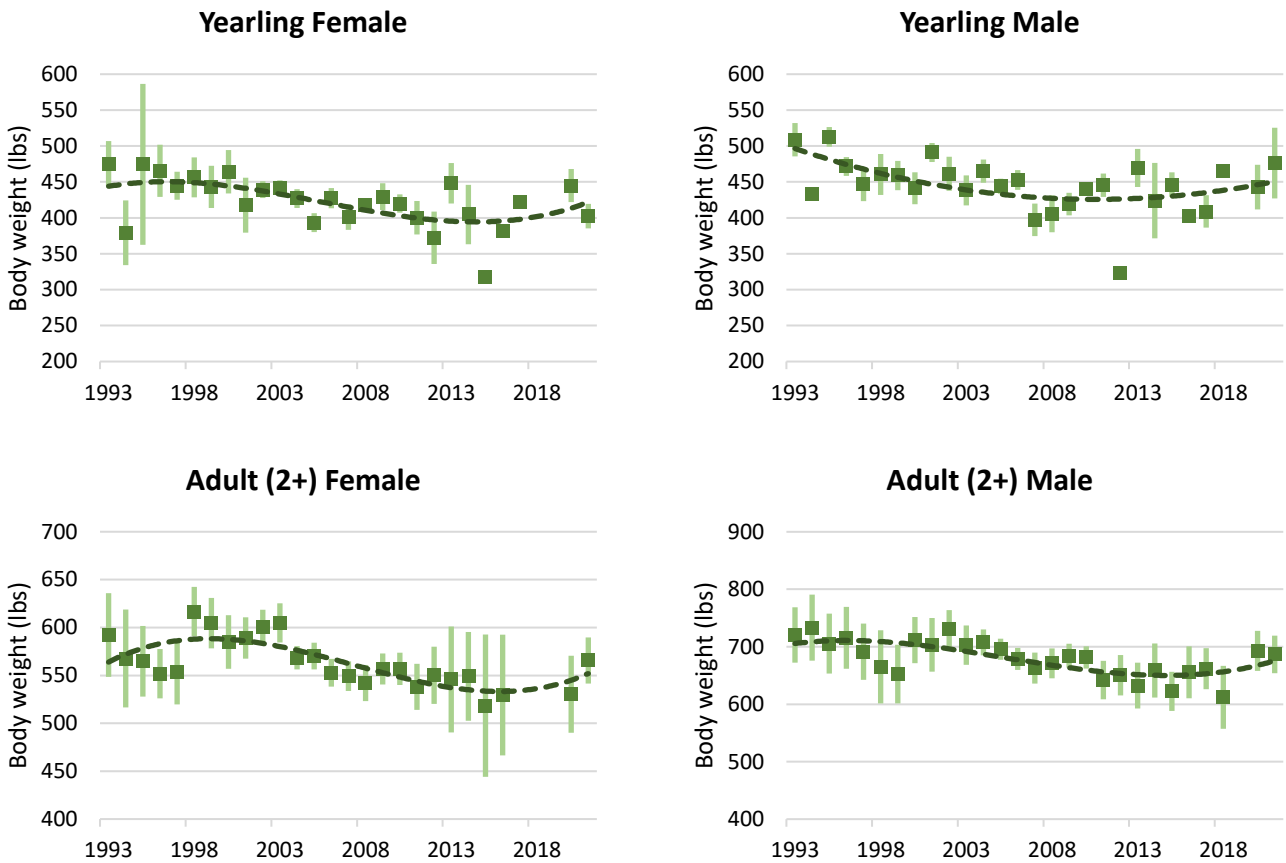 Yearling Female
600
550
500
450
400
350
300
250
200
Body weight (lbs)
1993 1998 2003 2008 2013 2018
Yearling Male
600
550
500
450
400
350
300
250
200
Body weight (lbs)
1993 1998 2003 2008 2013 2018
Adult (2+) Female
700
650
600
550
500
450
400
Body weight (lbs)
1993 1998 2003 2008 2013 2018
Adult (2+) Male
900
800
700
600
500
400
Body weight (lbs)
1993 1998 2003 2008 2013 2018